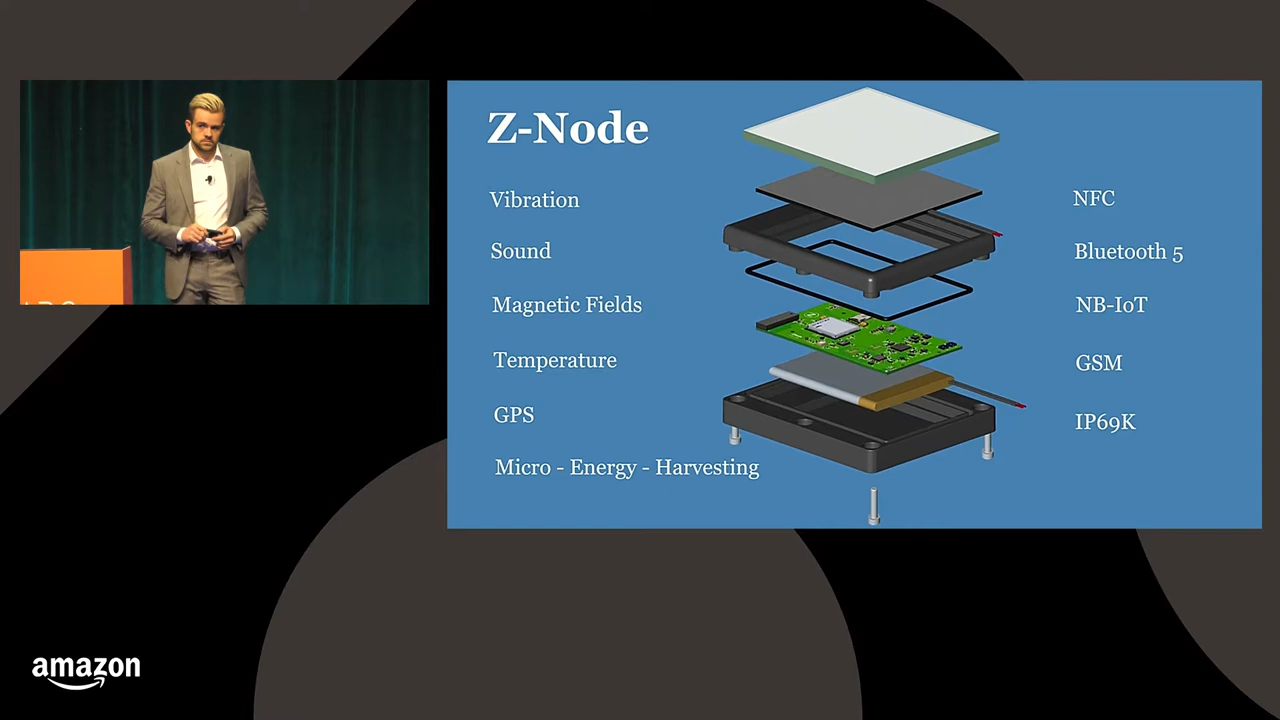 Z-Node
Vibration
Sound
Magnetic Fields
Temperature
GPS
Micro - Energy - Harvesting
NFC
Bluetooth 5
NB-IoT
GSM
IP69K
amazon